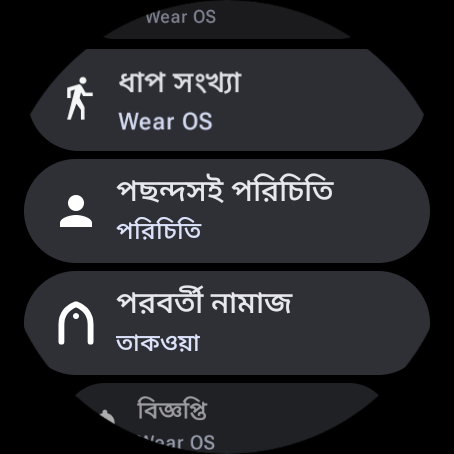 Wear OS
ধাপ সংখ্যা
Wear OS
পছন্দসই পরিচিতি
পরিচিতি
পরবর্তী নামাজ
তাকওয়া
বিজ্ঞপ্তি
Wear OS